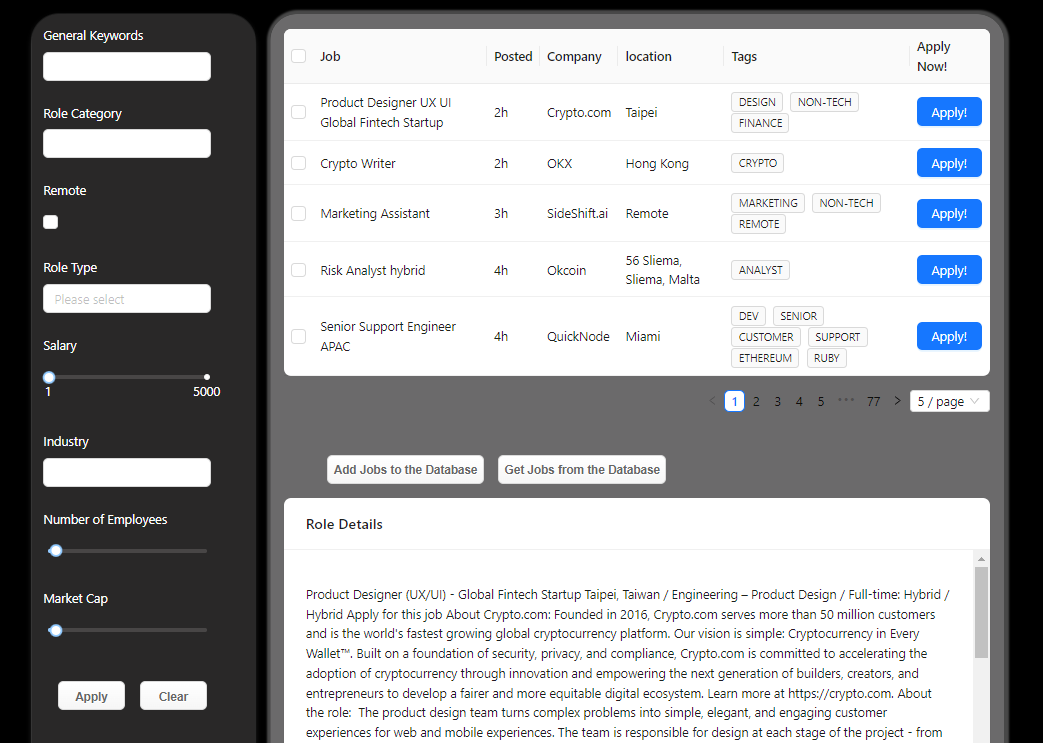 General Keywords
Role Category
Remote
Role Type
Please select
Salary
1 5000
Industry
Number of Employees
Market Cap
Apply Clear
Job Posted Company location Tags Apply
Now!
Product Designer UX UI
Global Fintech Startup 2h Crypto.com Taipei DESIGN NON-TECH
FINANCE Apply!
Crypto Writer 2h OKX Hong Kong CRYPTO Apply!
Marketing Assistant 3h SideShift.ai Remote MARKETING NON-TECH
REMOTE Apply!
Risk Analyst hybrid 4h Okcoin 56 Sliema,
Sliema, Malta ANALYST Apply!
Senior Support Engineer
APAC 4h QuickNode Miami DEV SENIOR
CUSTOMER SUPPORT
ETHEREUM RUBY Apply!
< 1 2 3 4 5 ••• 77 > 5 / page
Add Jobs to the Database Get Jobs from the Database
Role Details
Product Designer (UX/UI) - Global Fintech Startup Taipei, Taiwan / Engineering – Product Design / Full-time: Hybrid /
Hybrid Apply for this job About Crypto.com: Founded in 2016, Crypto.com serves more than 50 million customers
and is the world's fastest growing global cryptocurrency platform. Our vision is simple: Cryptocurrency in Every
Wallet™. Built on a foundation of security, privacy, and compliance, Crypto.com is committed to accelerating the
adoption of cryptocurrency through innovation and empowering the next generation of builders, creators, and
entrepreneurs to develop a fairer and more equitable digital ecosystem. Learn more at https://crypto.com. About
the role: The product design team turns complex problems into simple, elegant, and engaging customer
experiences for web and mobile experiences. The team is responsible for design at each stage of the project - from